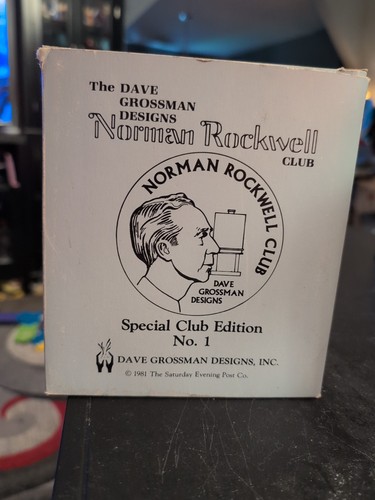 The DAVE
GROSSMAN
DESIGNS
Norman Rockwell
CLUB
NORMAN ROCKWELL CLUB
DAVE
GROSSMAN
DESIGNS
Special Club Edition
No. 1
DAVE GROSSMAN DESIGNS, INC.
© 1981 The Saturday Evening Post Co.